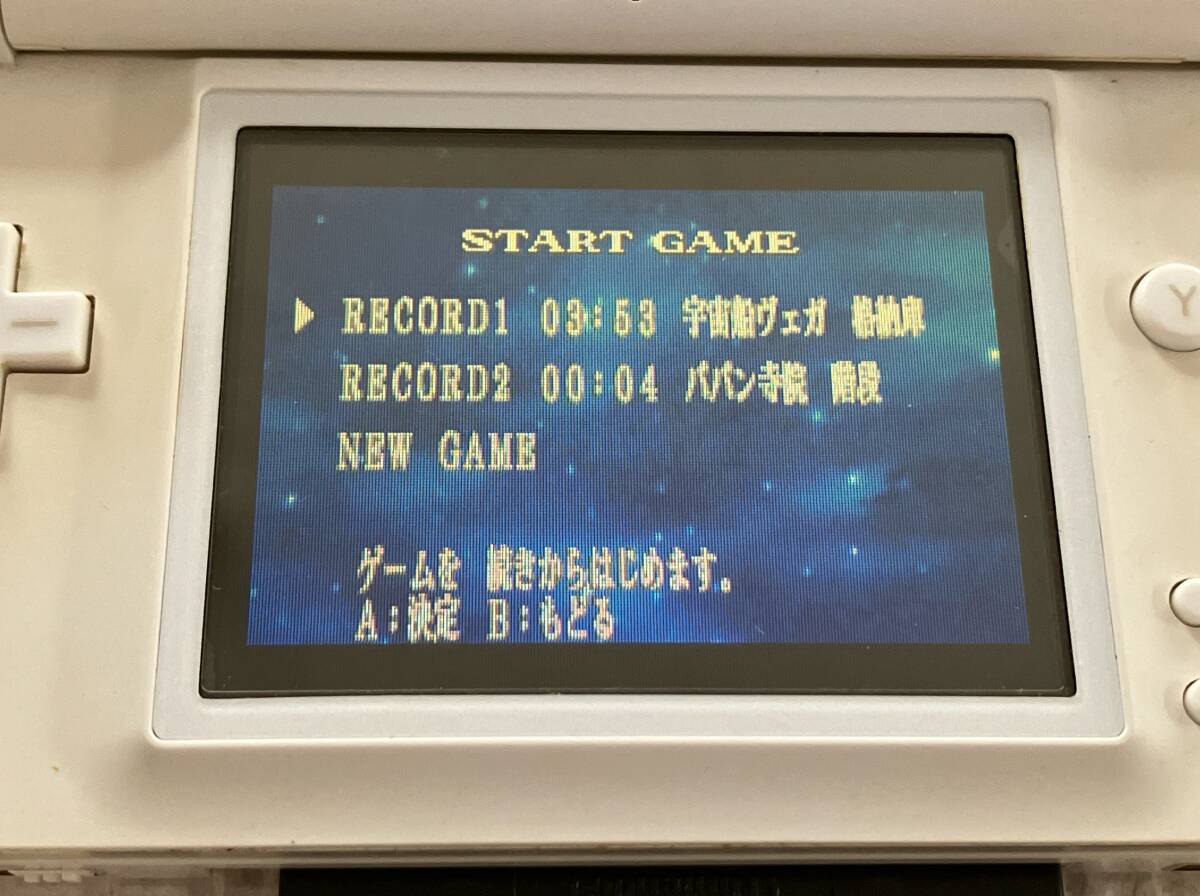 START GAME
RECORD1 03:53 宇宙船ヴェガ 格納庫
RECORD2 00:04 パパン寺院 階段
NEW GAME
ゲームを 続きからはじめます。
A:決定 B:もどる
Y